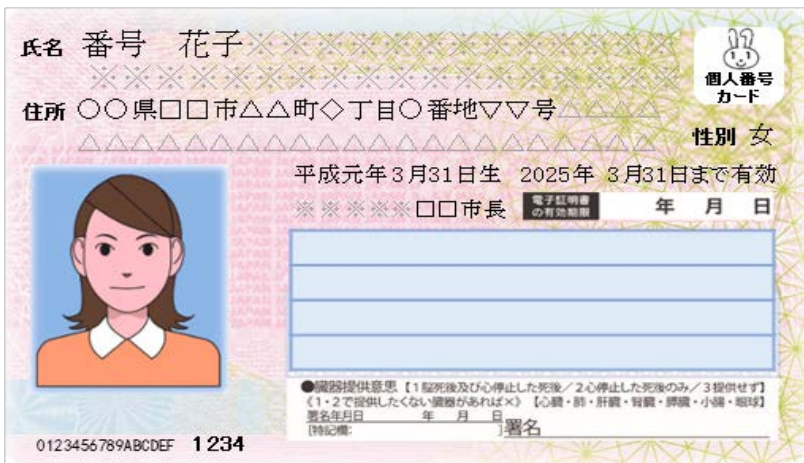 氏名 番号 花子※※※※※※※※※※※※※※※※※
※※※※※※※※※※※※※※※※※※※※※※※
個人番号
カード
住所 ○○県□□市△△町◇丁目○番地▽▽号△△△△
△△△△△△△△△△△△△△△△△△△△△△△
性別 女
平成元年3月31日生 2025年 3月31日まで有効
※※※※※□□市長 電子証明書の有効期限 年 月 日
●臓器提供意思【1脳死後及び心停止した死後/2心停止した死後のみ/3提供せず】
《1・2で提供したくない臓器があれば×》【心臓・肺・肝臓・腎臓・膵臓・小腸・眼球】
署名年月日 年 月 日
[特記欄: ]署名
0123456789ABCDEF 1234